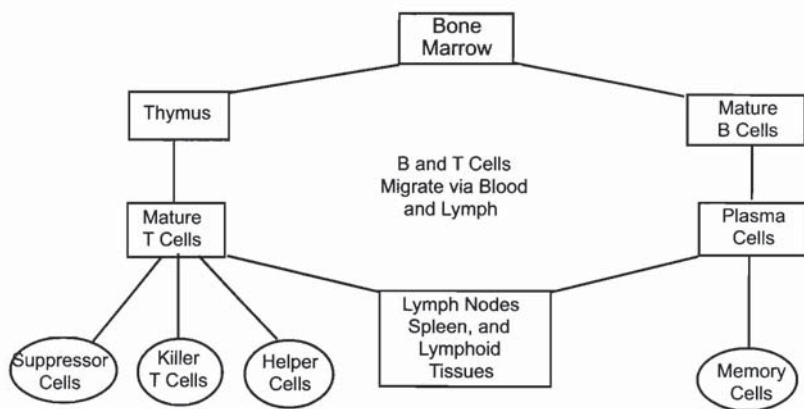 Bone
Marrow
Thymus
Mature
B Cells
B and T Cells
Migrate via Blood
and Lymph
Mature
T Cells
Plasma
Cells
Lymph Nodes
Spleen, and
Lymphoid
Tissues
Suppressor
Cells
Killer
T Cells
Helper
Cells
Memory
Cells